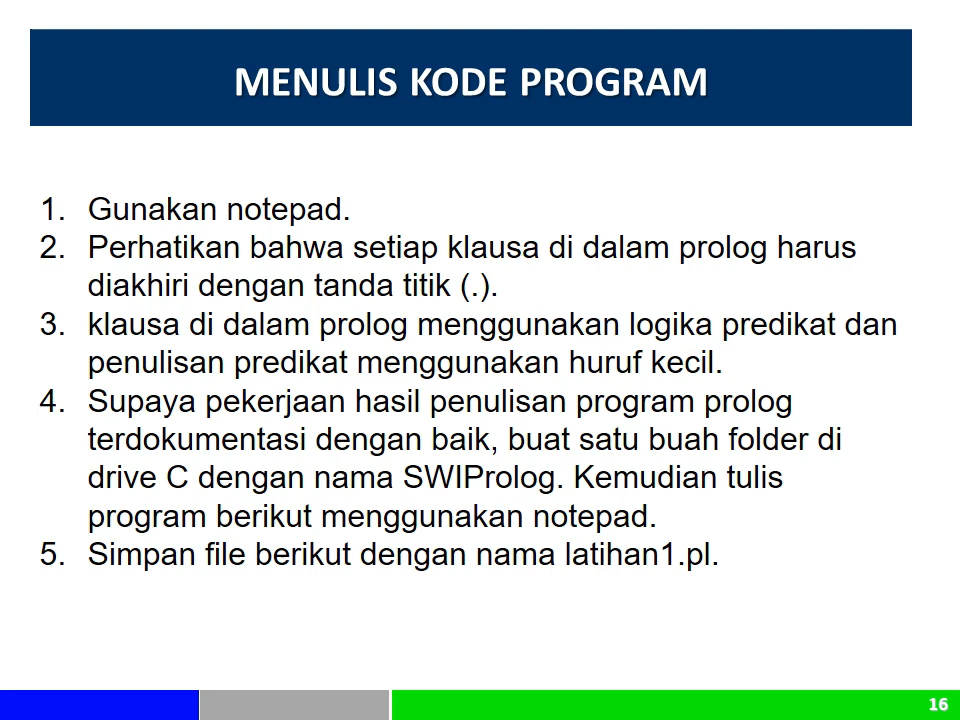 MENULIS KODE PROGRAM
1. Gunakan notepad.
2. Perhatikan bahwa setiap klausa di dalam prolog harus
diakhiri dengan tanda titik (.).
3. klausa di dalam prolog menggunakan logika predikat dan
penulisan predikat menggunakan huruf kecil.
4. Supaya pekerjaan hasil penulisan program prolog
terdokumentasi dengan baik, buat satu buah folder di
drive C dengan nama SWIProlog. Kemudian tulis
program berikut menggunakan notepad.
5. Simpan file berikut dengan nama latihan1.pl.
16